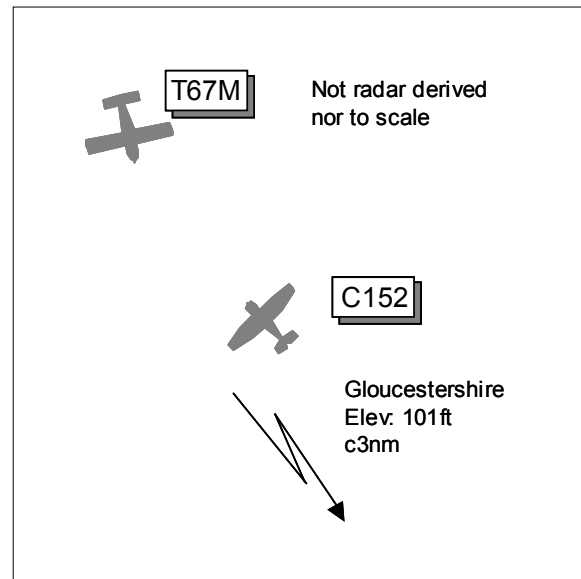 T67M
Not radar derived
nor to scale
C152
Gloucestershire
Elev: 101ft
c3nm